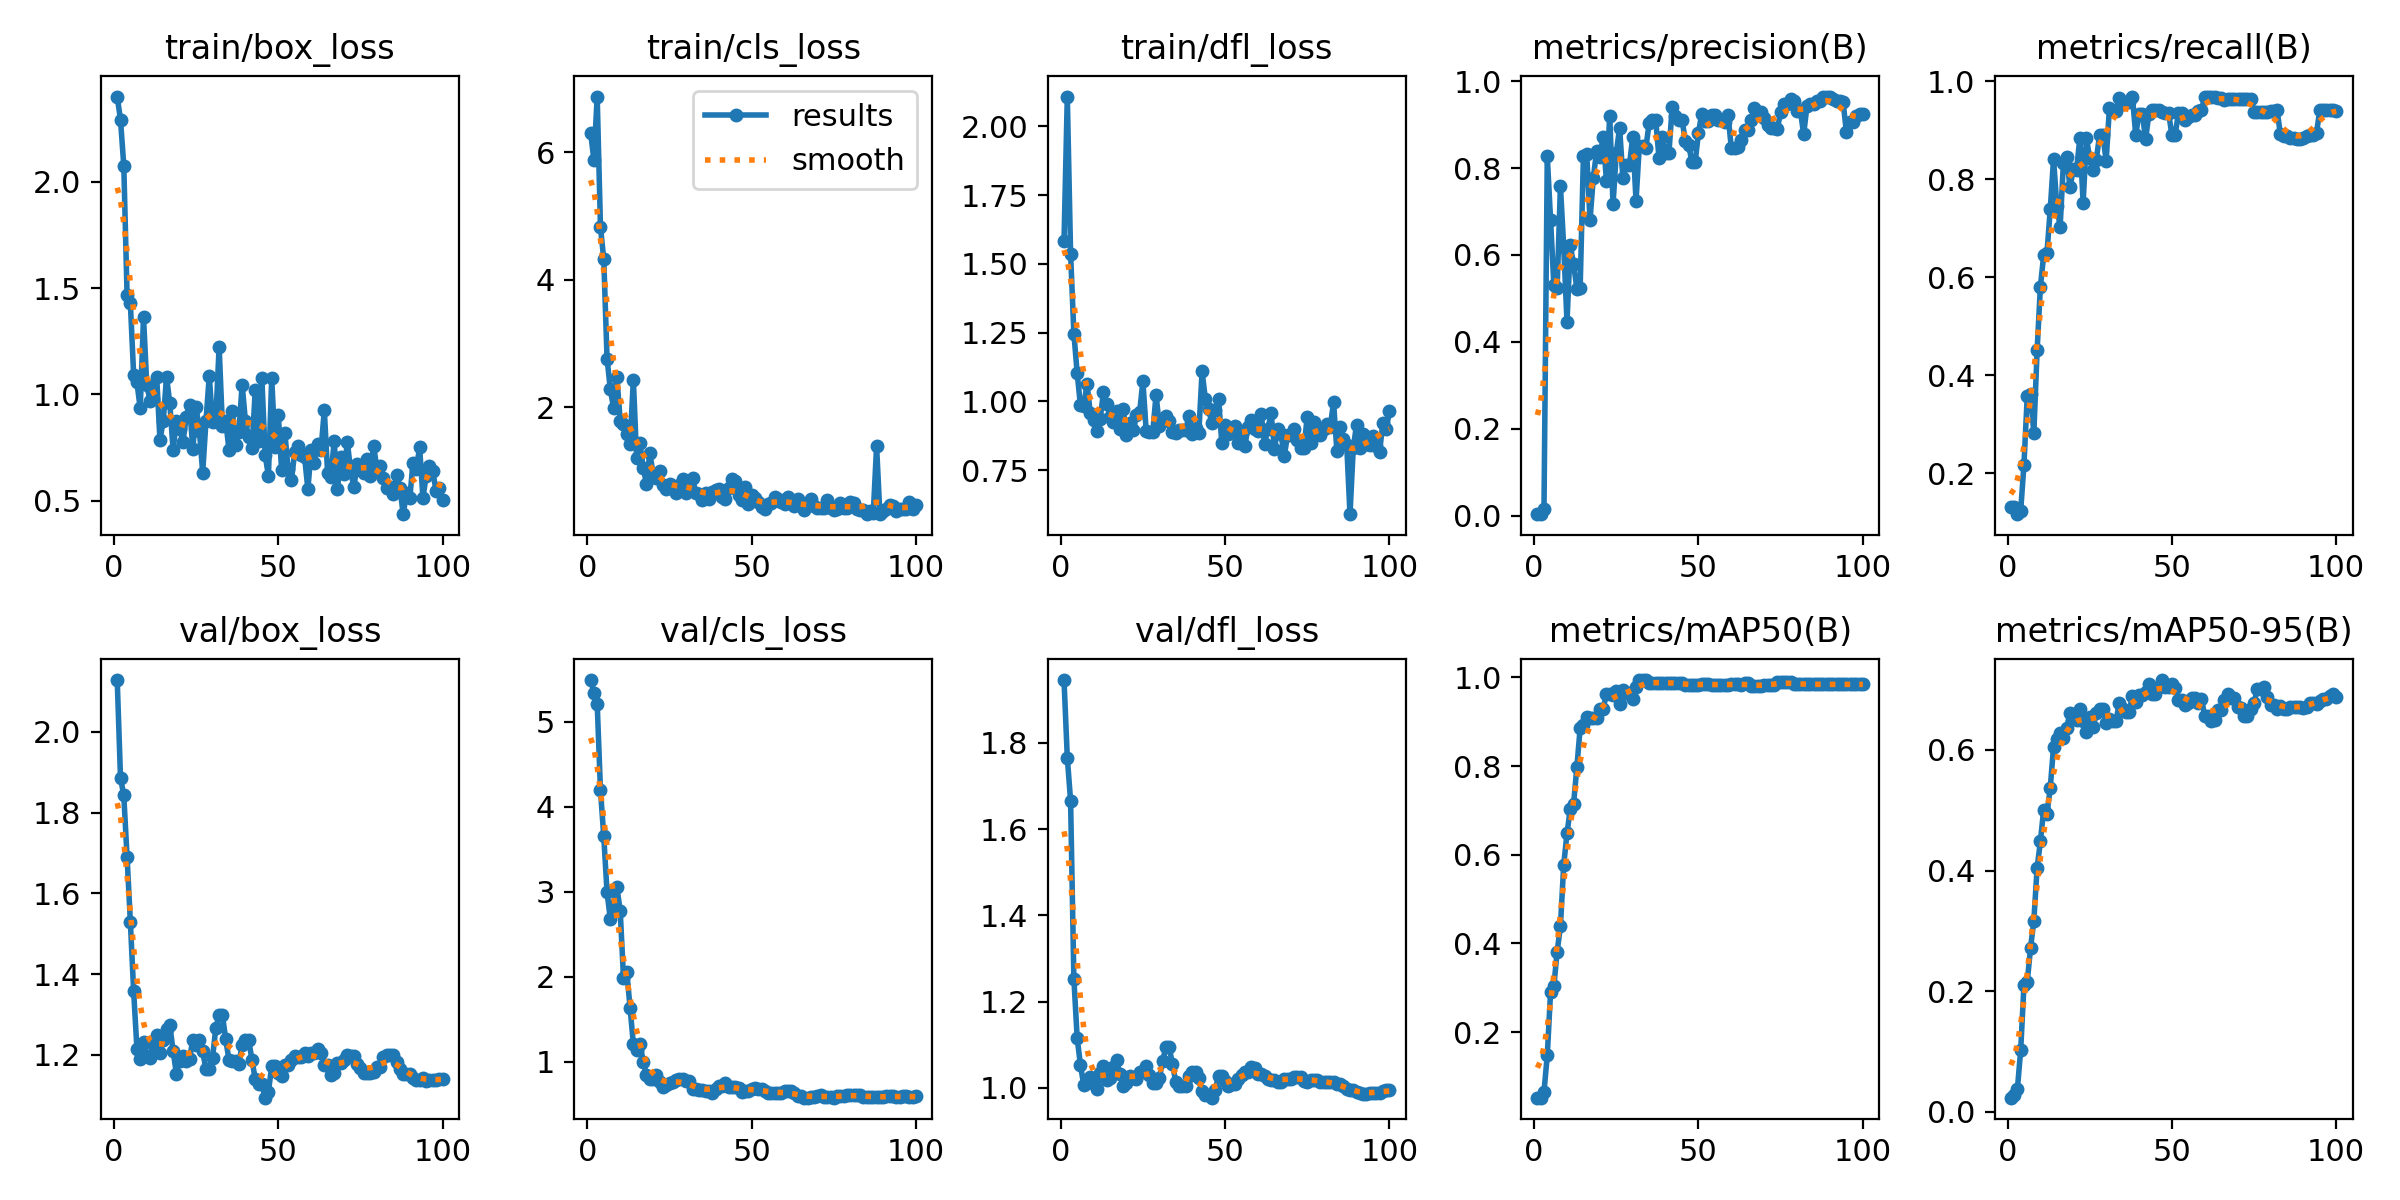 train/box_loss
2.0
1.5
1.0
0.5
0 50 100
train/cls_loss
results
smooth
6
4
2
0 50 100
train/dfl_loss
2.00
1.75
1.50
1.25
1.00
0.75
0 50 100
metrics/precision(B)
1.0
0.8
0.6
0.4
0.2
0.0
0 50 100
metrics/recall(B)
1.0
0.8
0.6
0.4
0.2
0 50 100
val/box_loss
2.0
1.8
1.6
1.4
1.2
0 50 100
val/cls_loss
5
4
3
2
1
0 50 100
val/dfl_loss
1.8
1.6
1.4
1.2
1.0
0 50 100
metrics/mAP50(B)
1.0
0.8
0.6
0.4
0.2
0 50 100
metrics/mAP50-95(B)
0.6
0.4
0.2
0.0
0 50 100